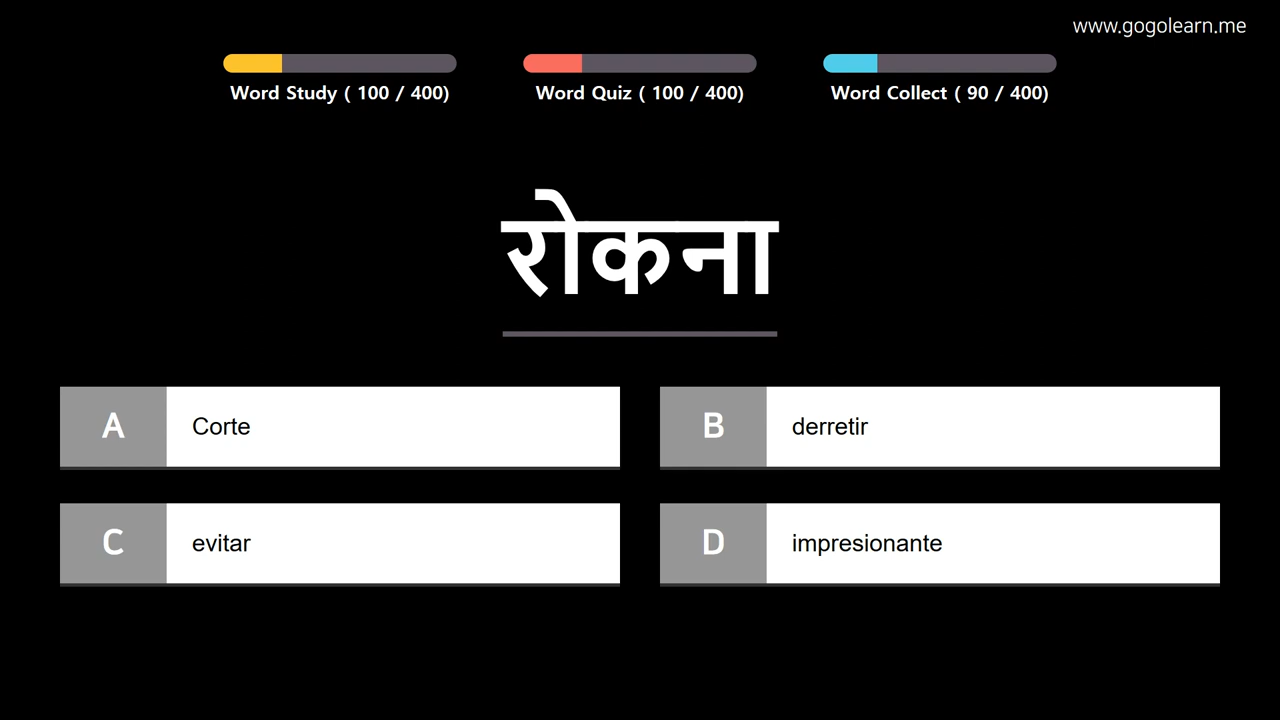 www.gogolearn.me
Word Study ( 100 / 400)
Word Quiz ( 100 / 400)
Word Collect ( 90 / 400)
रोकना
A Corte
B derretir
C evitar
D impresionante